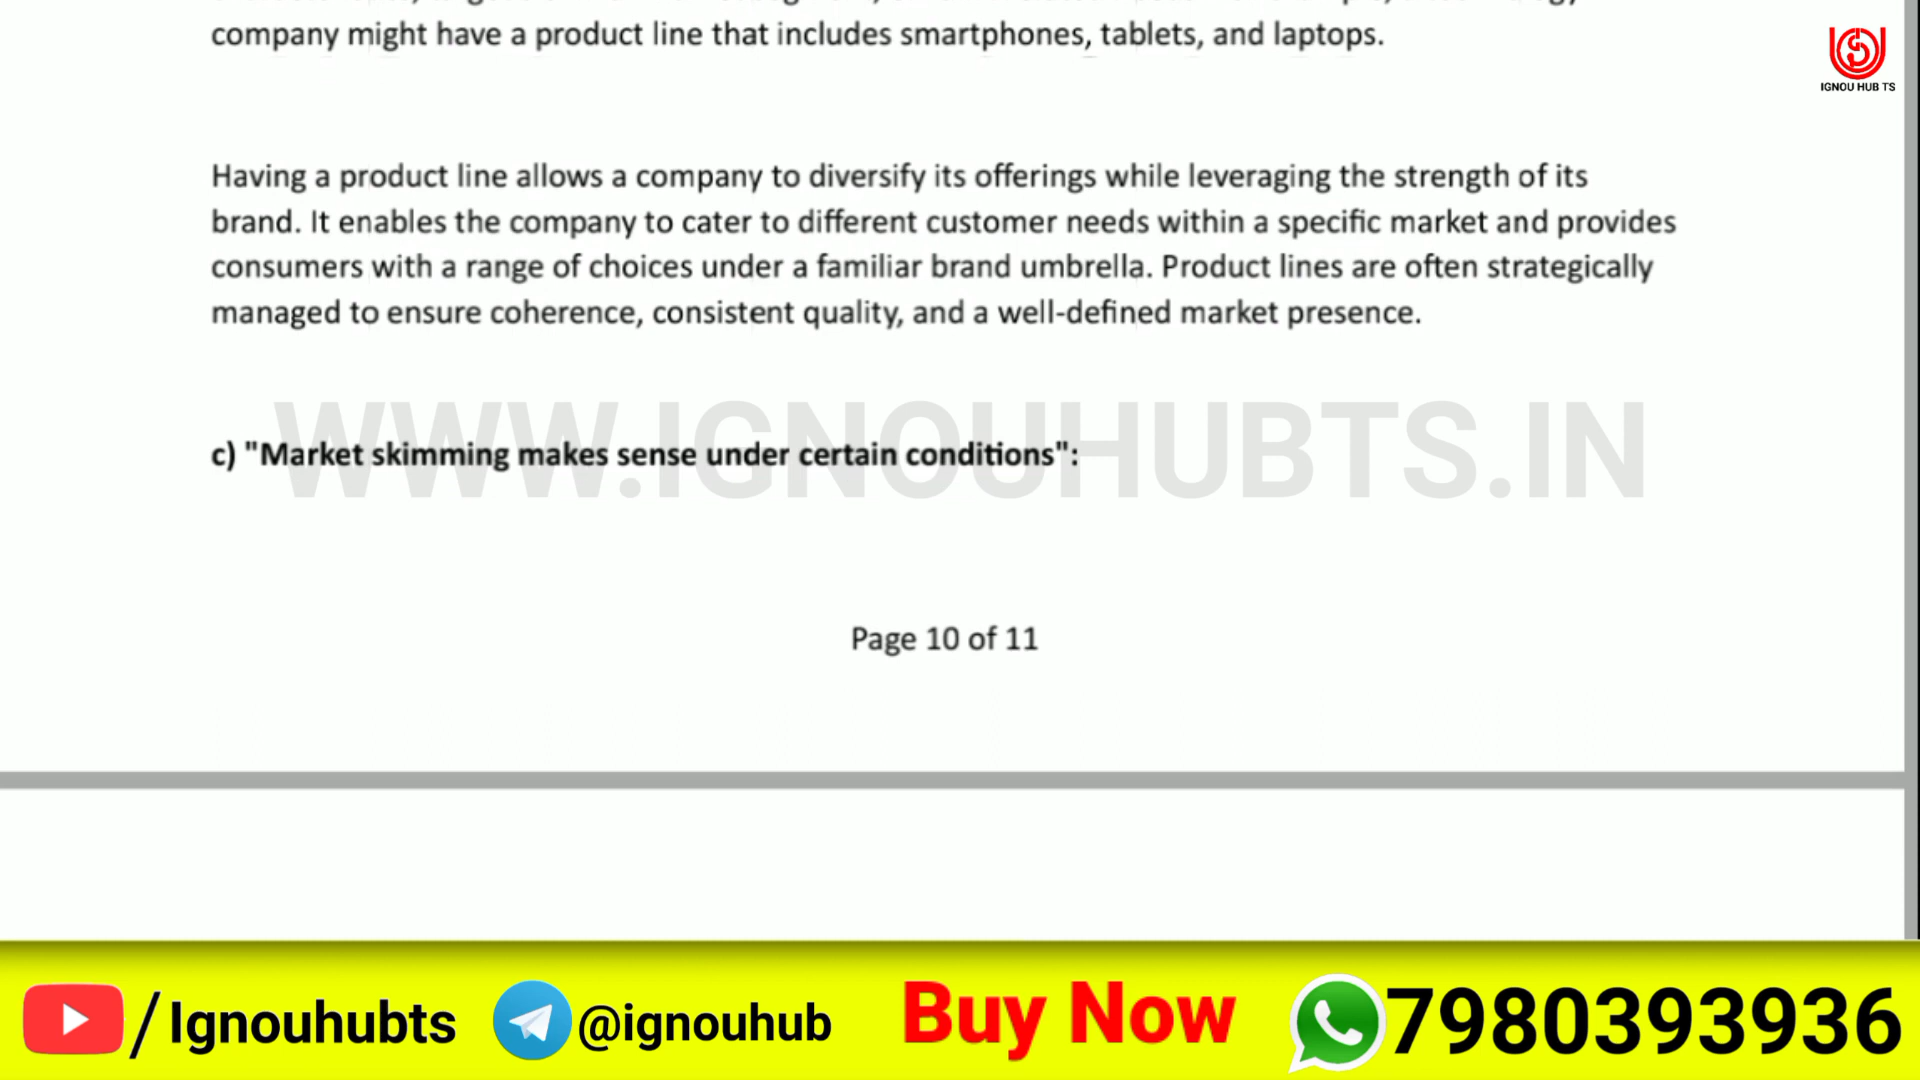 company might have a product line that includes smartphones, tablets, and laptops.
IGNOU HUB TS
Having a product line allows a company to diversify its offerings while leveraging the strength of its
brand. It enables the company to cater to different customer needs within a specific market and provides
consumers with a range of choices under a familiar brand umbrella. Product lines are often strategically
managed to ensure coherence, consistent quality, and a well-defined market presence.
WWW.IGNOUHUBTS.IN
c) "Market skimming makes sense under certain conditions":
Page 10 of 11
/Ignouhubts @ignouhub Buy Now 7980393936